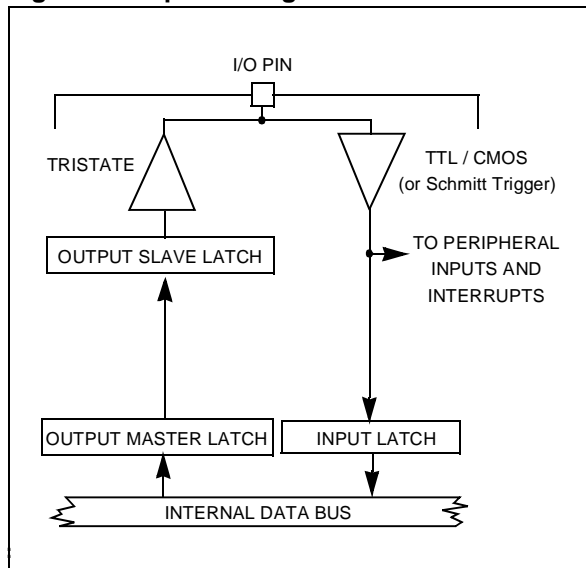 I/O PIN
TRISTATE
TTL / CMOS
(or Schmitt Trigger)
OUTPUT SLAVE LATCH
TO PERIPHERAL
INPUTS AND
INTERRUPTS
OUTPUT MASTER LATCH
INPUT LATCH
INTERNAL DATA BUS